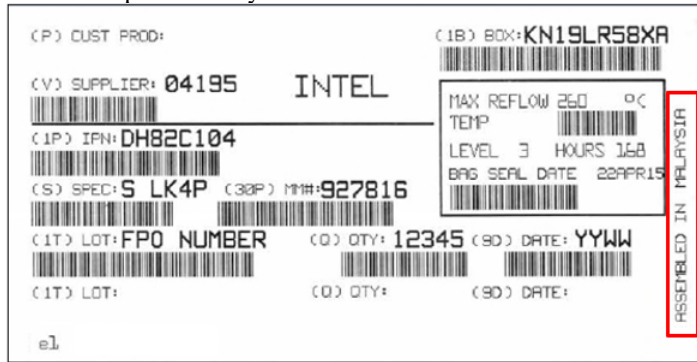 (P) CUST PROD:
(1B) BOX: KN19LR58XA
(V) SUPPLIER: 04195
INTEL
MAX REFLOW 260 °C
TEMP
(1P) IPN: DH82C104
LEVEL 3 HOURS 168
BAG SEAL DATE 22APR15
(S) SPEC: S LK4P (30P) MM#: 927816
(1T) LOT: FPO NUMBER (Q) QTY: 12345 (9D) DATE: YYWW
(1T) LOT: (Q) QTY: (9D) DATE:
el
ASSEMBLED IN MALAYSIA